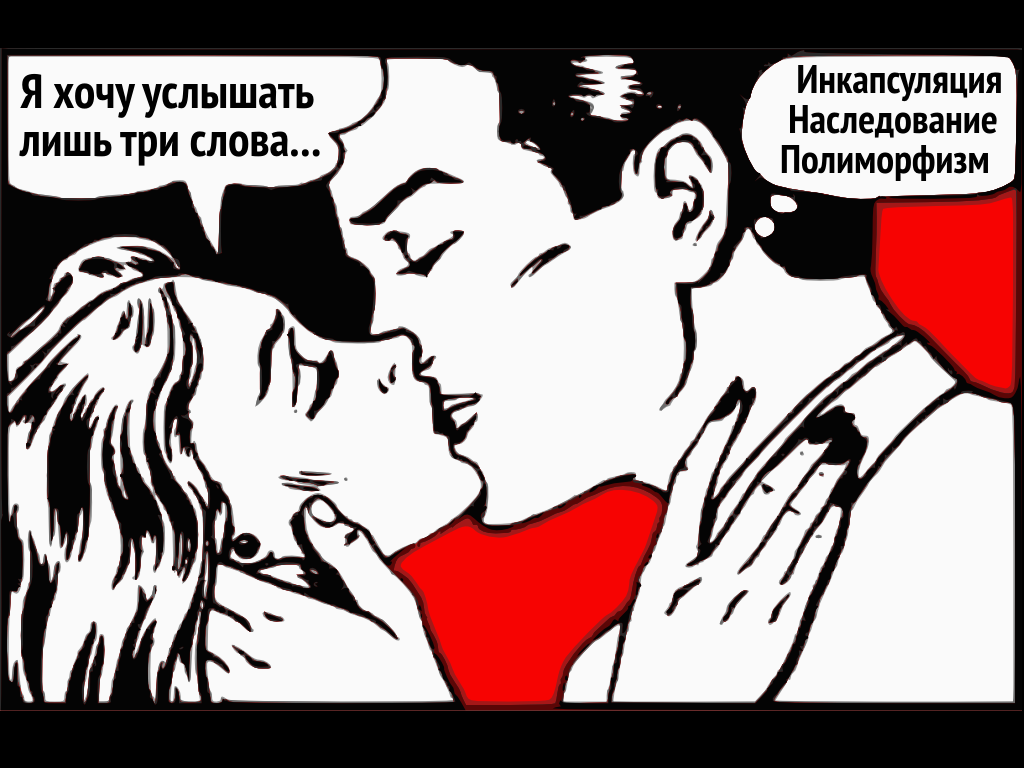 Я хочу услышать
лишь три слова...
Инкапсуляция
Наследование
Полиморфизм